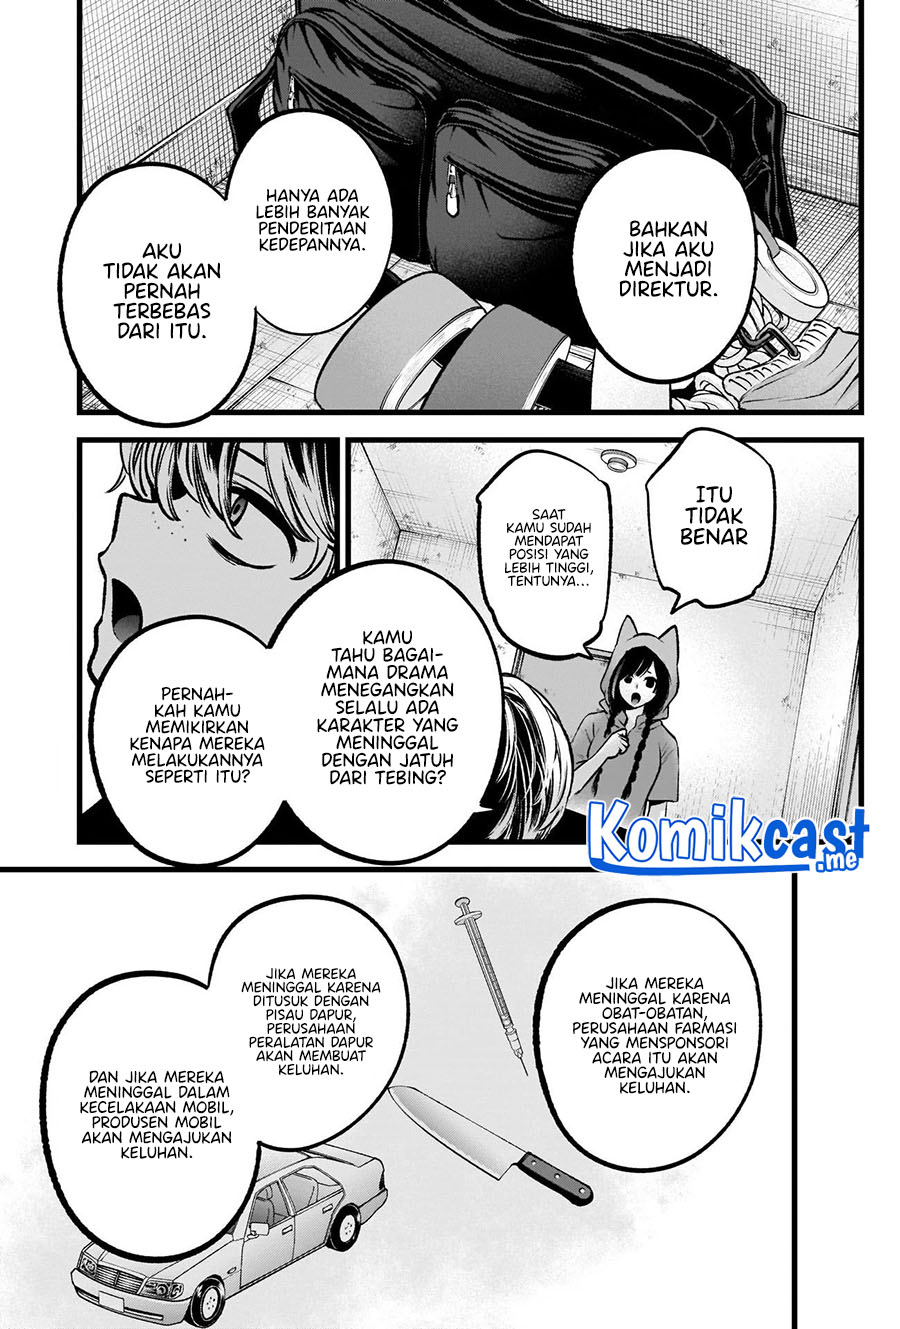 BAHKAN
JIKA AKU
MENJADI
DIREKTUR.
HANYA ADA
LEBIH BANYAK
PENDERITAAN
KEDEPANNYA.
AKU
TIDAK AKAN
PERNAH
TERBEBAS
DARI ITU.
ITU
TIDAK
BENAR
SAAT
KAMU SUDAH
MENDAPAT
POSISI YANG
LEBIH TINGGI,
TENTUNYA...
KAMU
TAHU BAGAI-
MANA DRAMA
MENEGANGKAN
SELALU ADA
KARAKTER YANG
MENINGGAL
DENGAN JATUH
DARI TEBING?
PERNAH-
KAH KAMU
MEMIKIRKAN
KENAPA MEREKA
MELAKUKANNYA
SEPERTI ITU?
Komikcast
.me
JIKA MEREKA
MENINGGAL KARENA
OBAT-OBATAN,
PERUSAHAAN FARMASI
YANG MENSPONSORI
ACARA ITU AKAN
MENGAJUKAN
KELUHAN.
JIKA MEREKA
MENINGGAL KARENA
DITUSUK DENGAN
PISAU DAPUR,
PERUSAHAAN
PERALATAN DAPUR
AKAN MEMBUAT
KELUHAN.
DAN JIKA MEREKA
MENINGGAL DALAM
KECELAKAAN MOBIL,
PRODUSEN MOBIL
AKAN MENGAJUKAN
KELUHAN.